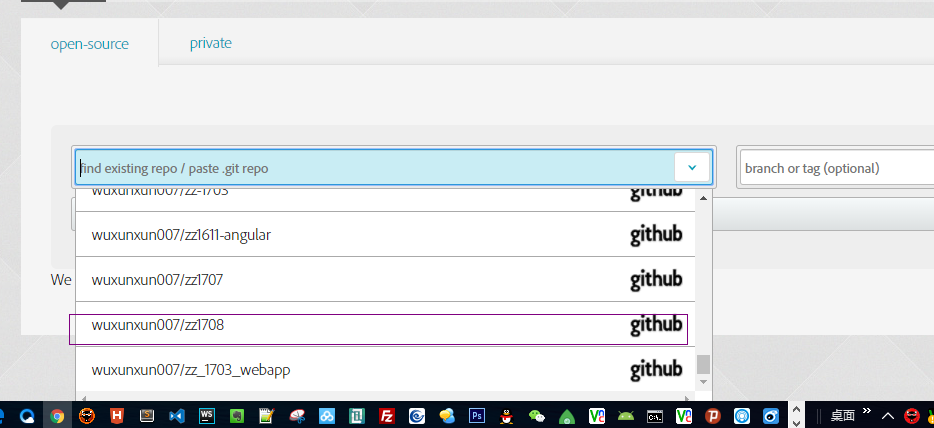 open-source
private
find existing repo / paste .git repo
branch or tag (optional)
wuxunxun007/zz-1703 github
wuxunxun007/zz1611-angular github
wuxunxun007/zz1707 github
We
wuxunxun007/zz1708 github
wuxunxun007/zz_1703_webapp github
桌面